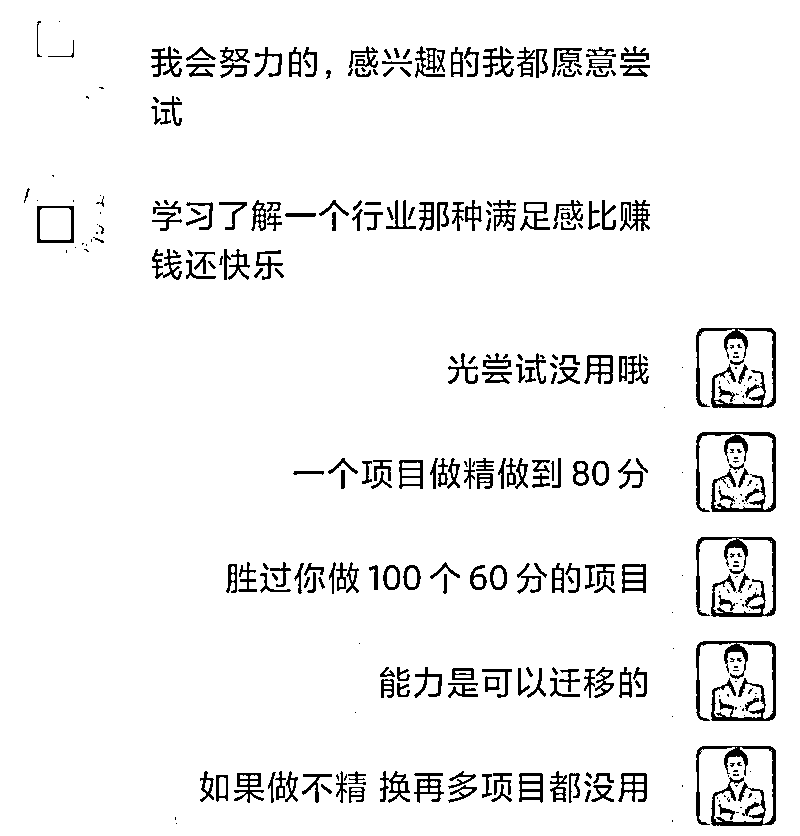 我会努力的，感兴趣的我都愿意尝
试
学习了解一个行业那种满足感比赚
钱还快乐
光尝试没用哦
一个项目做精做到 80 分
胜过你做 100 个 60 分的项目
能力是可以迁移的
如果做不精 换再多项目都没用